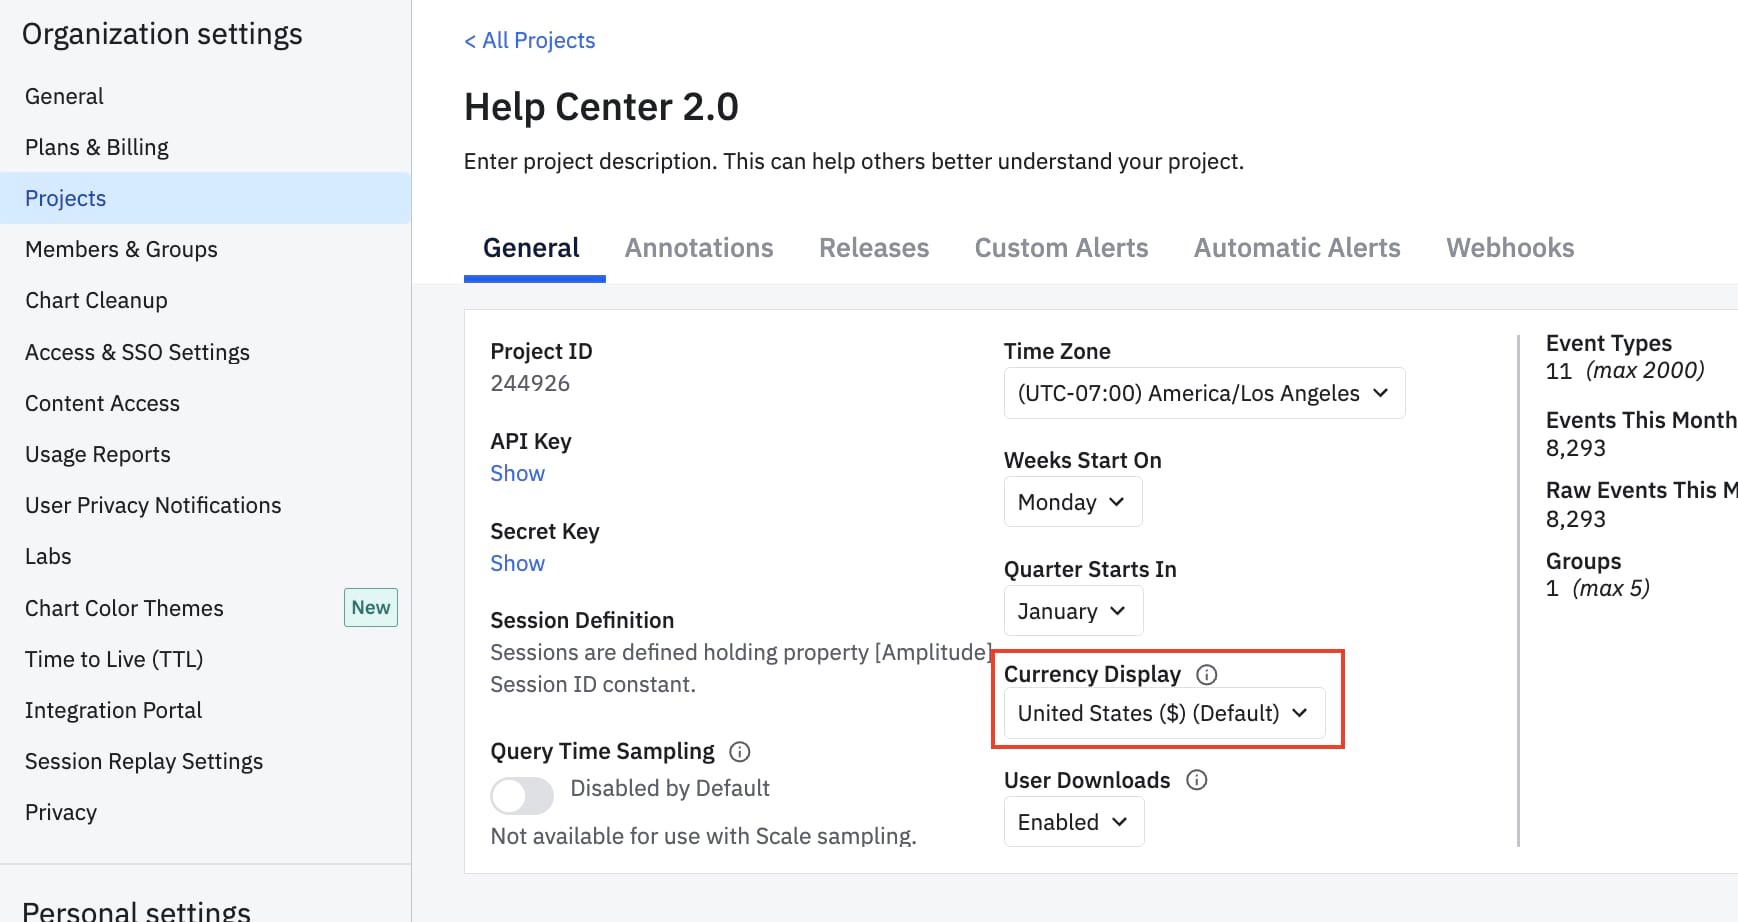 Organization settings
General
Plans & Billing
Projects
Members & Groups
Chart Cleanup
Access & SSO Settings
Content Access
Usage Reports
User Privacy Notifications
Labs
Chart Color Themes New
Time to Live (TTL)
Integration Portal
Session Replay Settings
Privacy
Personal settings
< All Projects
Help Center 2.0
Enter project description. This can help others better understand your project.
General Annotations Releases Custom Alerts Automatic Alerts Webhooks
Project ID
244926
API Key
Show
Secret Key
Show
Session Definition
Sessions are defined holding property [Amplitude]
Session ID constant.
Query Time Sampling
Disabled by Default
Not available for use with Scale sampling.
Time Zone
(UTC-07:00) America/Los Angeles
Weeks Start On
Monday
Quarter Starts In
January
Currency Display
United States ($) (Default)
User Downloads
Enabled
Event Types
11 (max 2000)
Events This Month
8,293
Raw Events This M
8,293
Groups
1 (max 5)